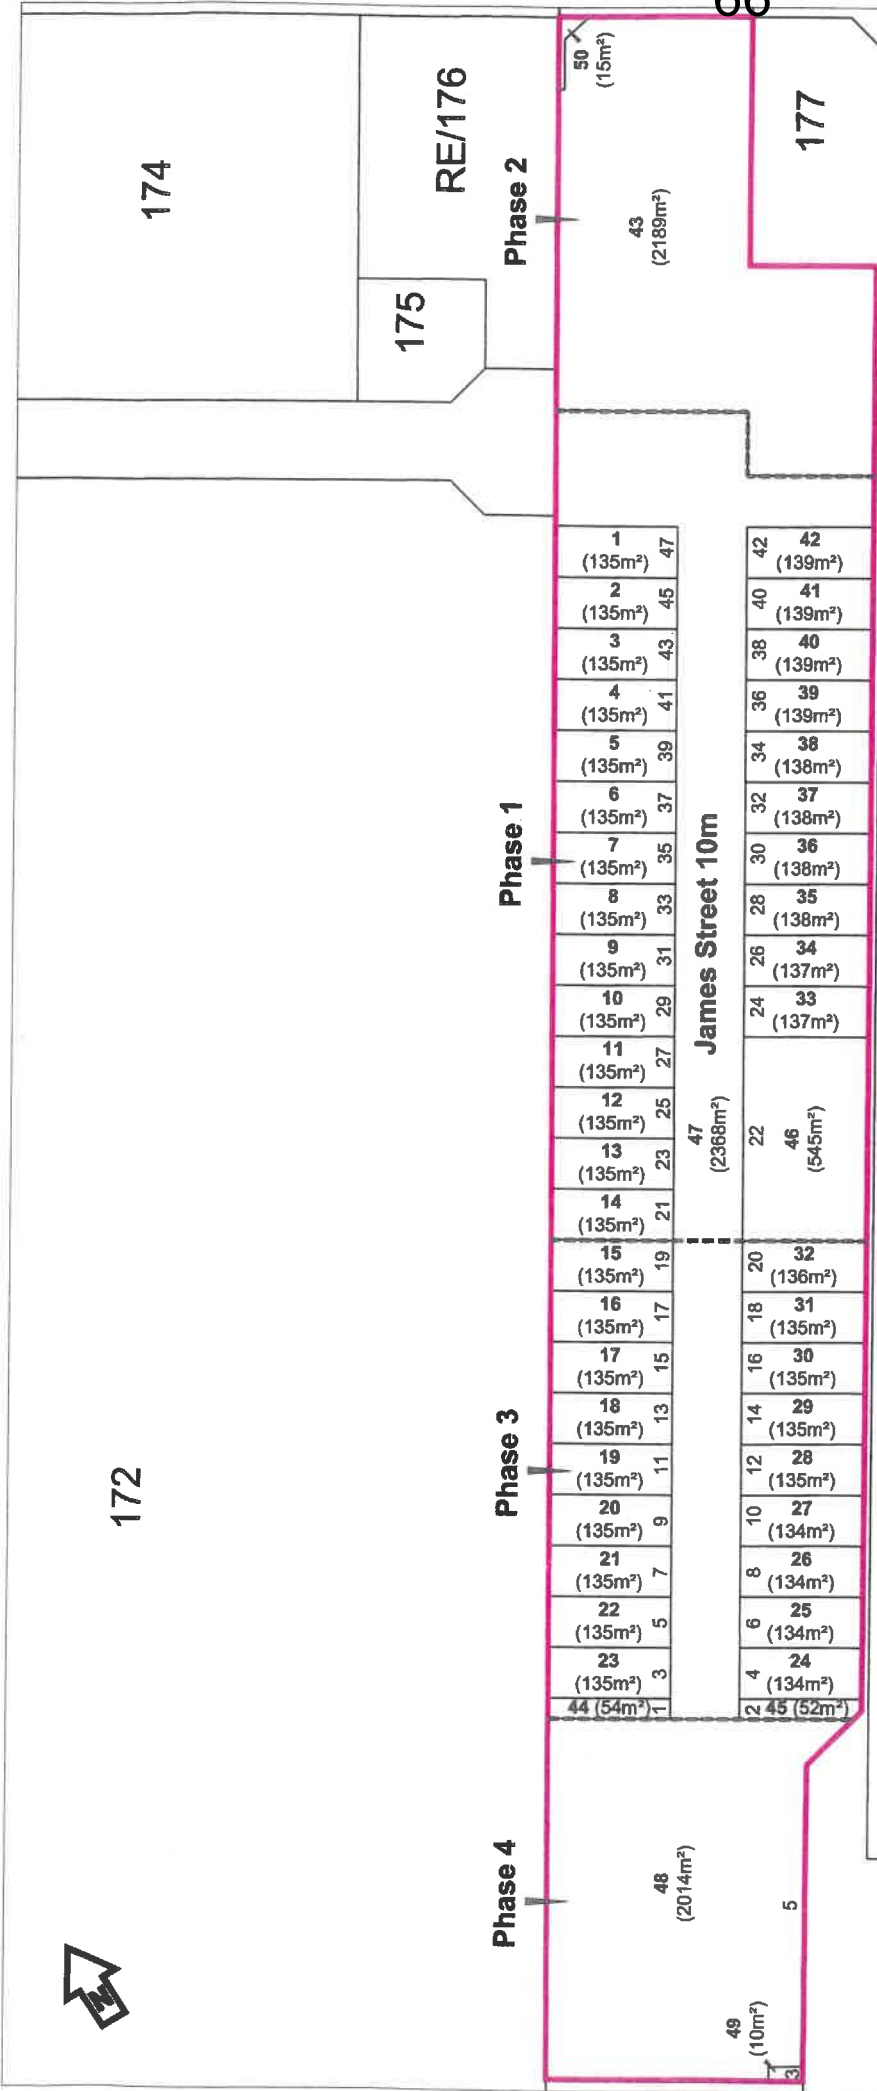 66
50
(15m²)
174
RE/176
177
Phase 2
43
(2189m²)
175
1
(135m²)
47
42
42
(139m²)
2
(135m²)
45
40
41
(139m²)
3
(135m²)
43
38
40
(139m²)
4
(135m²)
41
36
39
(139m²)
5
(135m²)
39
34
38
(138m²)
6
(135m²)
37
32
37
(138m²)
Phase 1
7
(135m²)
35
30
36
(138m²)
8
(135m²)
33
28
35
(138m²)
James Street 10m
9
(135m²)
31
26
34
(137m²)
10
(135m²)
29
24
33
(137m²)
11
(135m²)
27
12
(135m²)
25
47
(2368m²)
22
46
(545m²)
13
(135m²)
23
14
(135m²)
21
15
(135m²)
19
20
32
(136m²)
16
(135m²)
17
18
31
(135m²)
17
(135m²)
15
16
30
(135m²)
18
(135m²)
13
14
29
(135m²)
172
Phase 3
19
(135m²)
11
12
28
(135m²)
20
(135m²)
9
10
27
(134m²)
21
(135m²)
7
8
26
(134m²)
22
(135m²)
5
6
25
(134m²)
23
(135m²)
3
4
24
(134m²)
44 (54m²)
1
2
45 (52m²)
Phase 4
48
(2014m²)
5
N
49
(10m²)
3